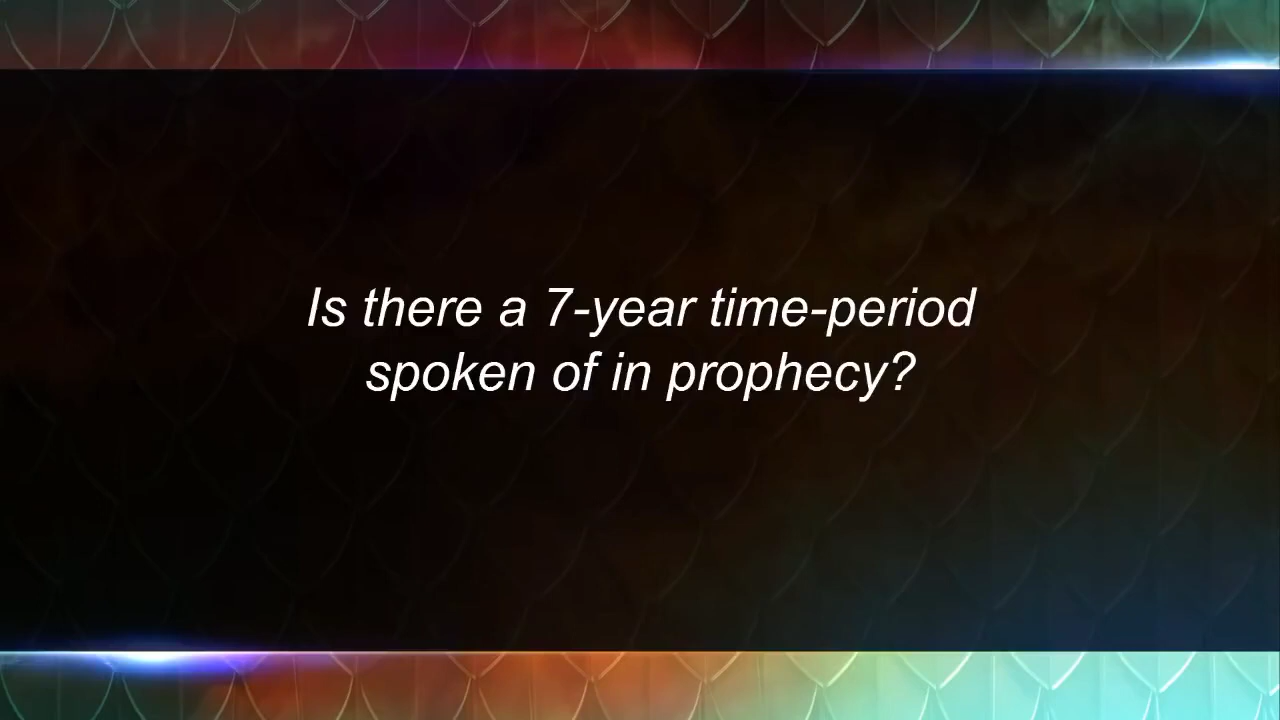 Is there a 7-year time-period
spoken of in prophecy?